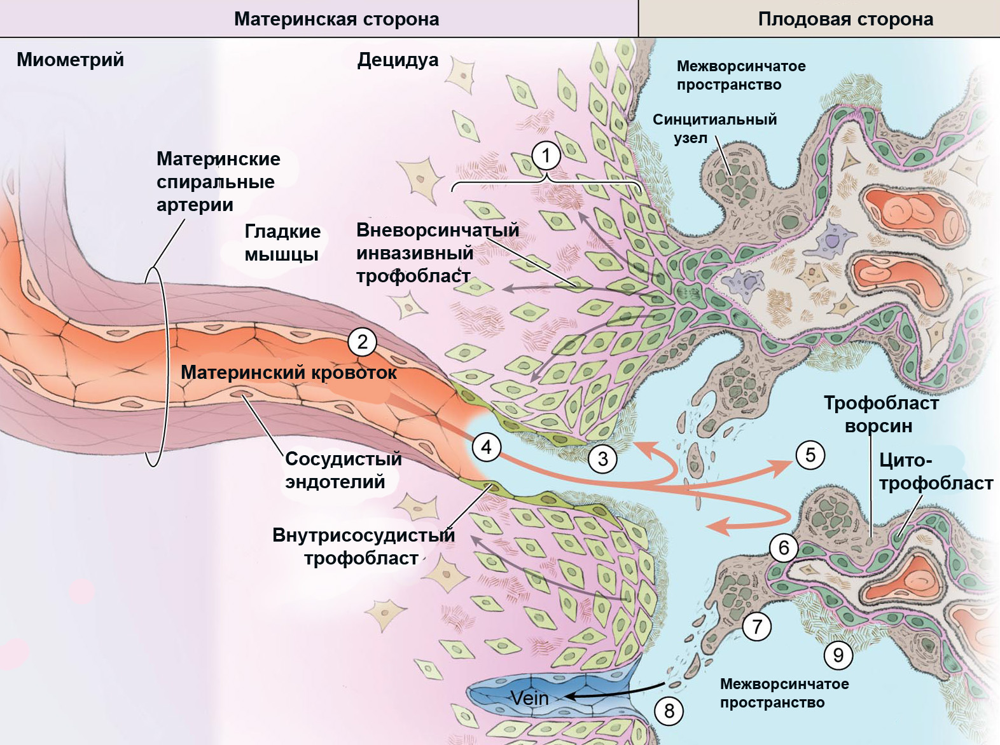 Материнская сторона
Плодовая сторона
Миометрий
Децидуа
Межворсинчатое
пространство
Синцитиальный
узел
1
Материнские
спиральные
артерии
Гладкие
мышцы
Вневорсинчатый
инвазивный
трофобласт
2
Материнский кровоток
4
3
5
Трофобласт
ворсин
Цито-
трофобласт
Сосудистый
эндотелий
Внутрисосудистый
трофобласт
6
7
9
Межворсинчатое
пространство
Vein
8